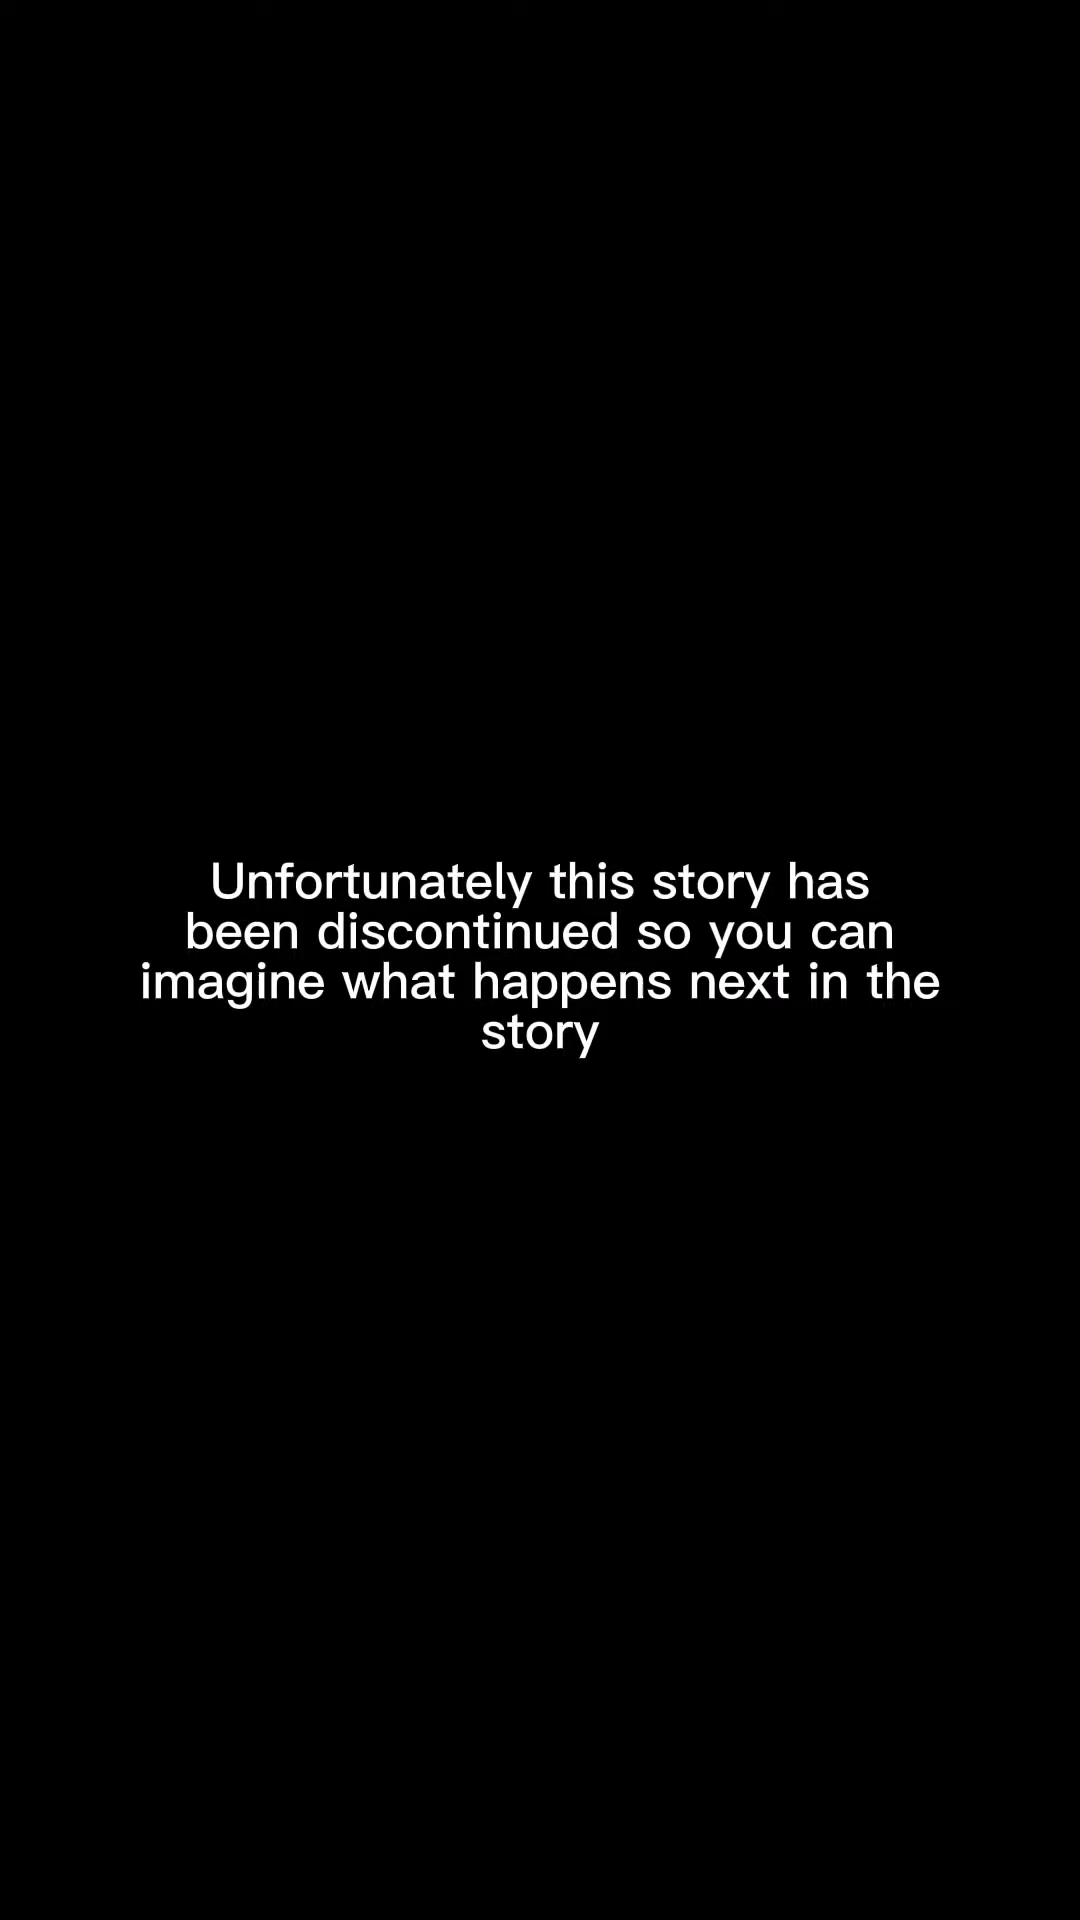 Unfortunately this story has
been discontinued so you can
imagine what happens next in the
story